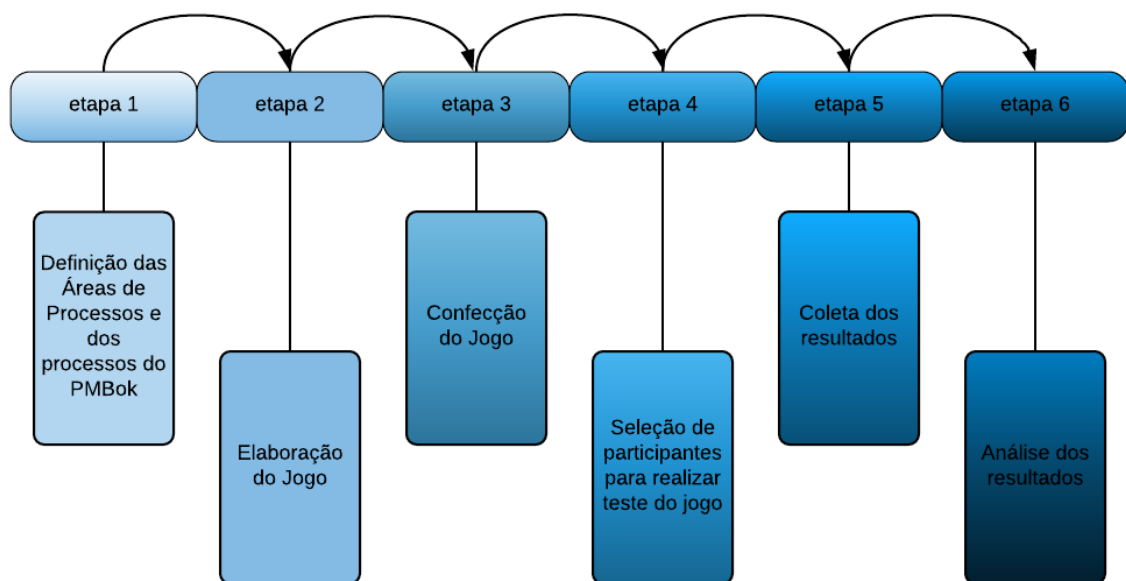 etapa 1
etapa 2
etapa 3
etapa 4
etapa 5
etapa 6
Definição das
Áreas de
Processos e
dos
processos do
PMBok
Elaboração
do Jogo
Confecção
do Jogo
Seleção de
participantes
para realizar
teste do jogo
Coleta dos
resultados
Análise dos
resultados